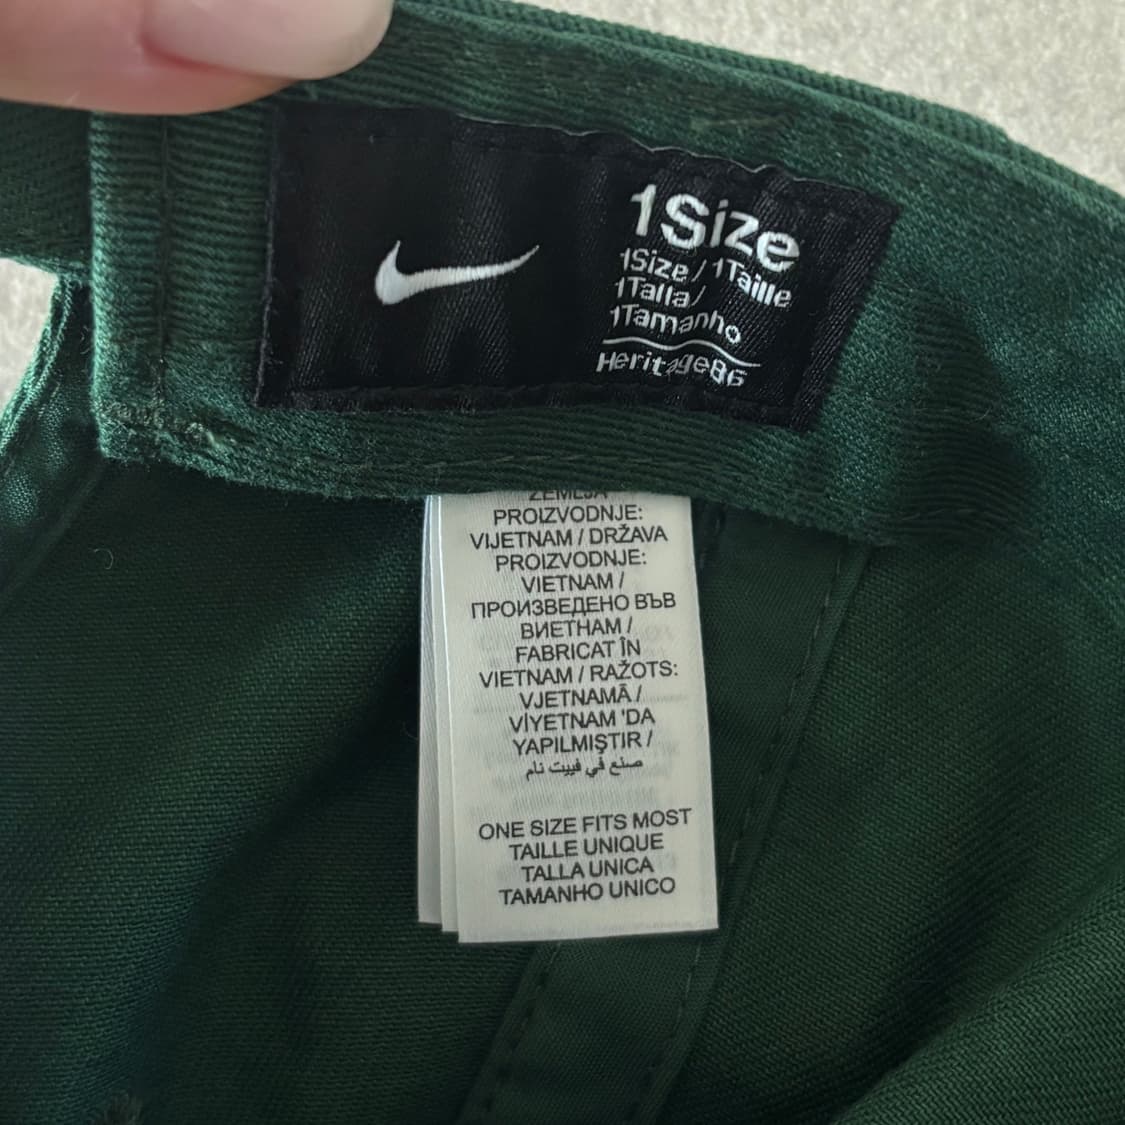 1Size
1Size / 1Taille
1Talla/
1Tamanho
Heritage86
ZEMLJA
PROIZVODNJE:
VIJETNAM / DRŽAVA
PROIZVODNJE:
VIETNAM /
ПРОИЗВЕДЕНО ВЪВ
ВИЕТНАМ /
FABRICAT ÎN
VIETNAM / RAŽOTS:
VJETNAMĀ /
VİYETNAM 'DA
YAPILMIŞTIR /
صنع في فييت نام
ONE SIZE FITS MOST
TAILLE UNIQUE
TALLA UNICA
TAMANHO UNICO